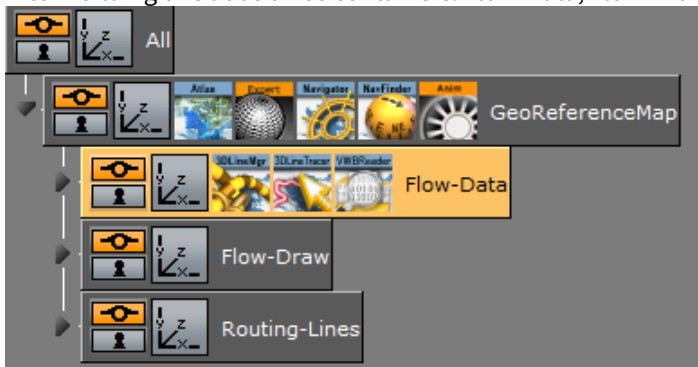 All
Atlas Expert Navigator NavFinder Anim GeoReferenceMap
3DLineMgr 3DLineTracer VWBReader Flow-Data
Flow-Draw
Routing-Lines